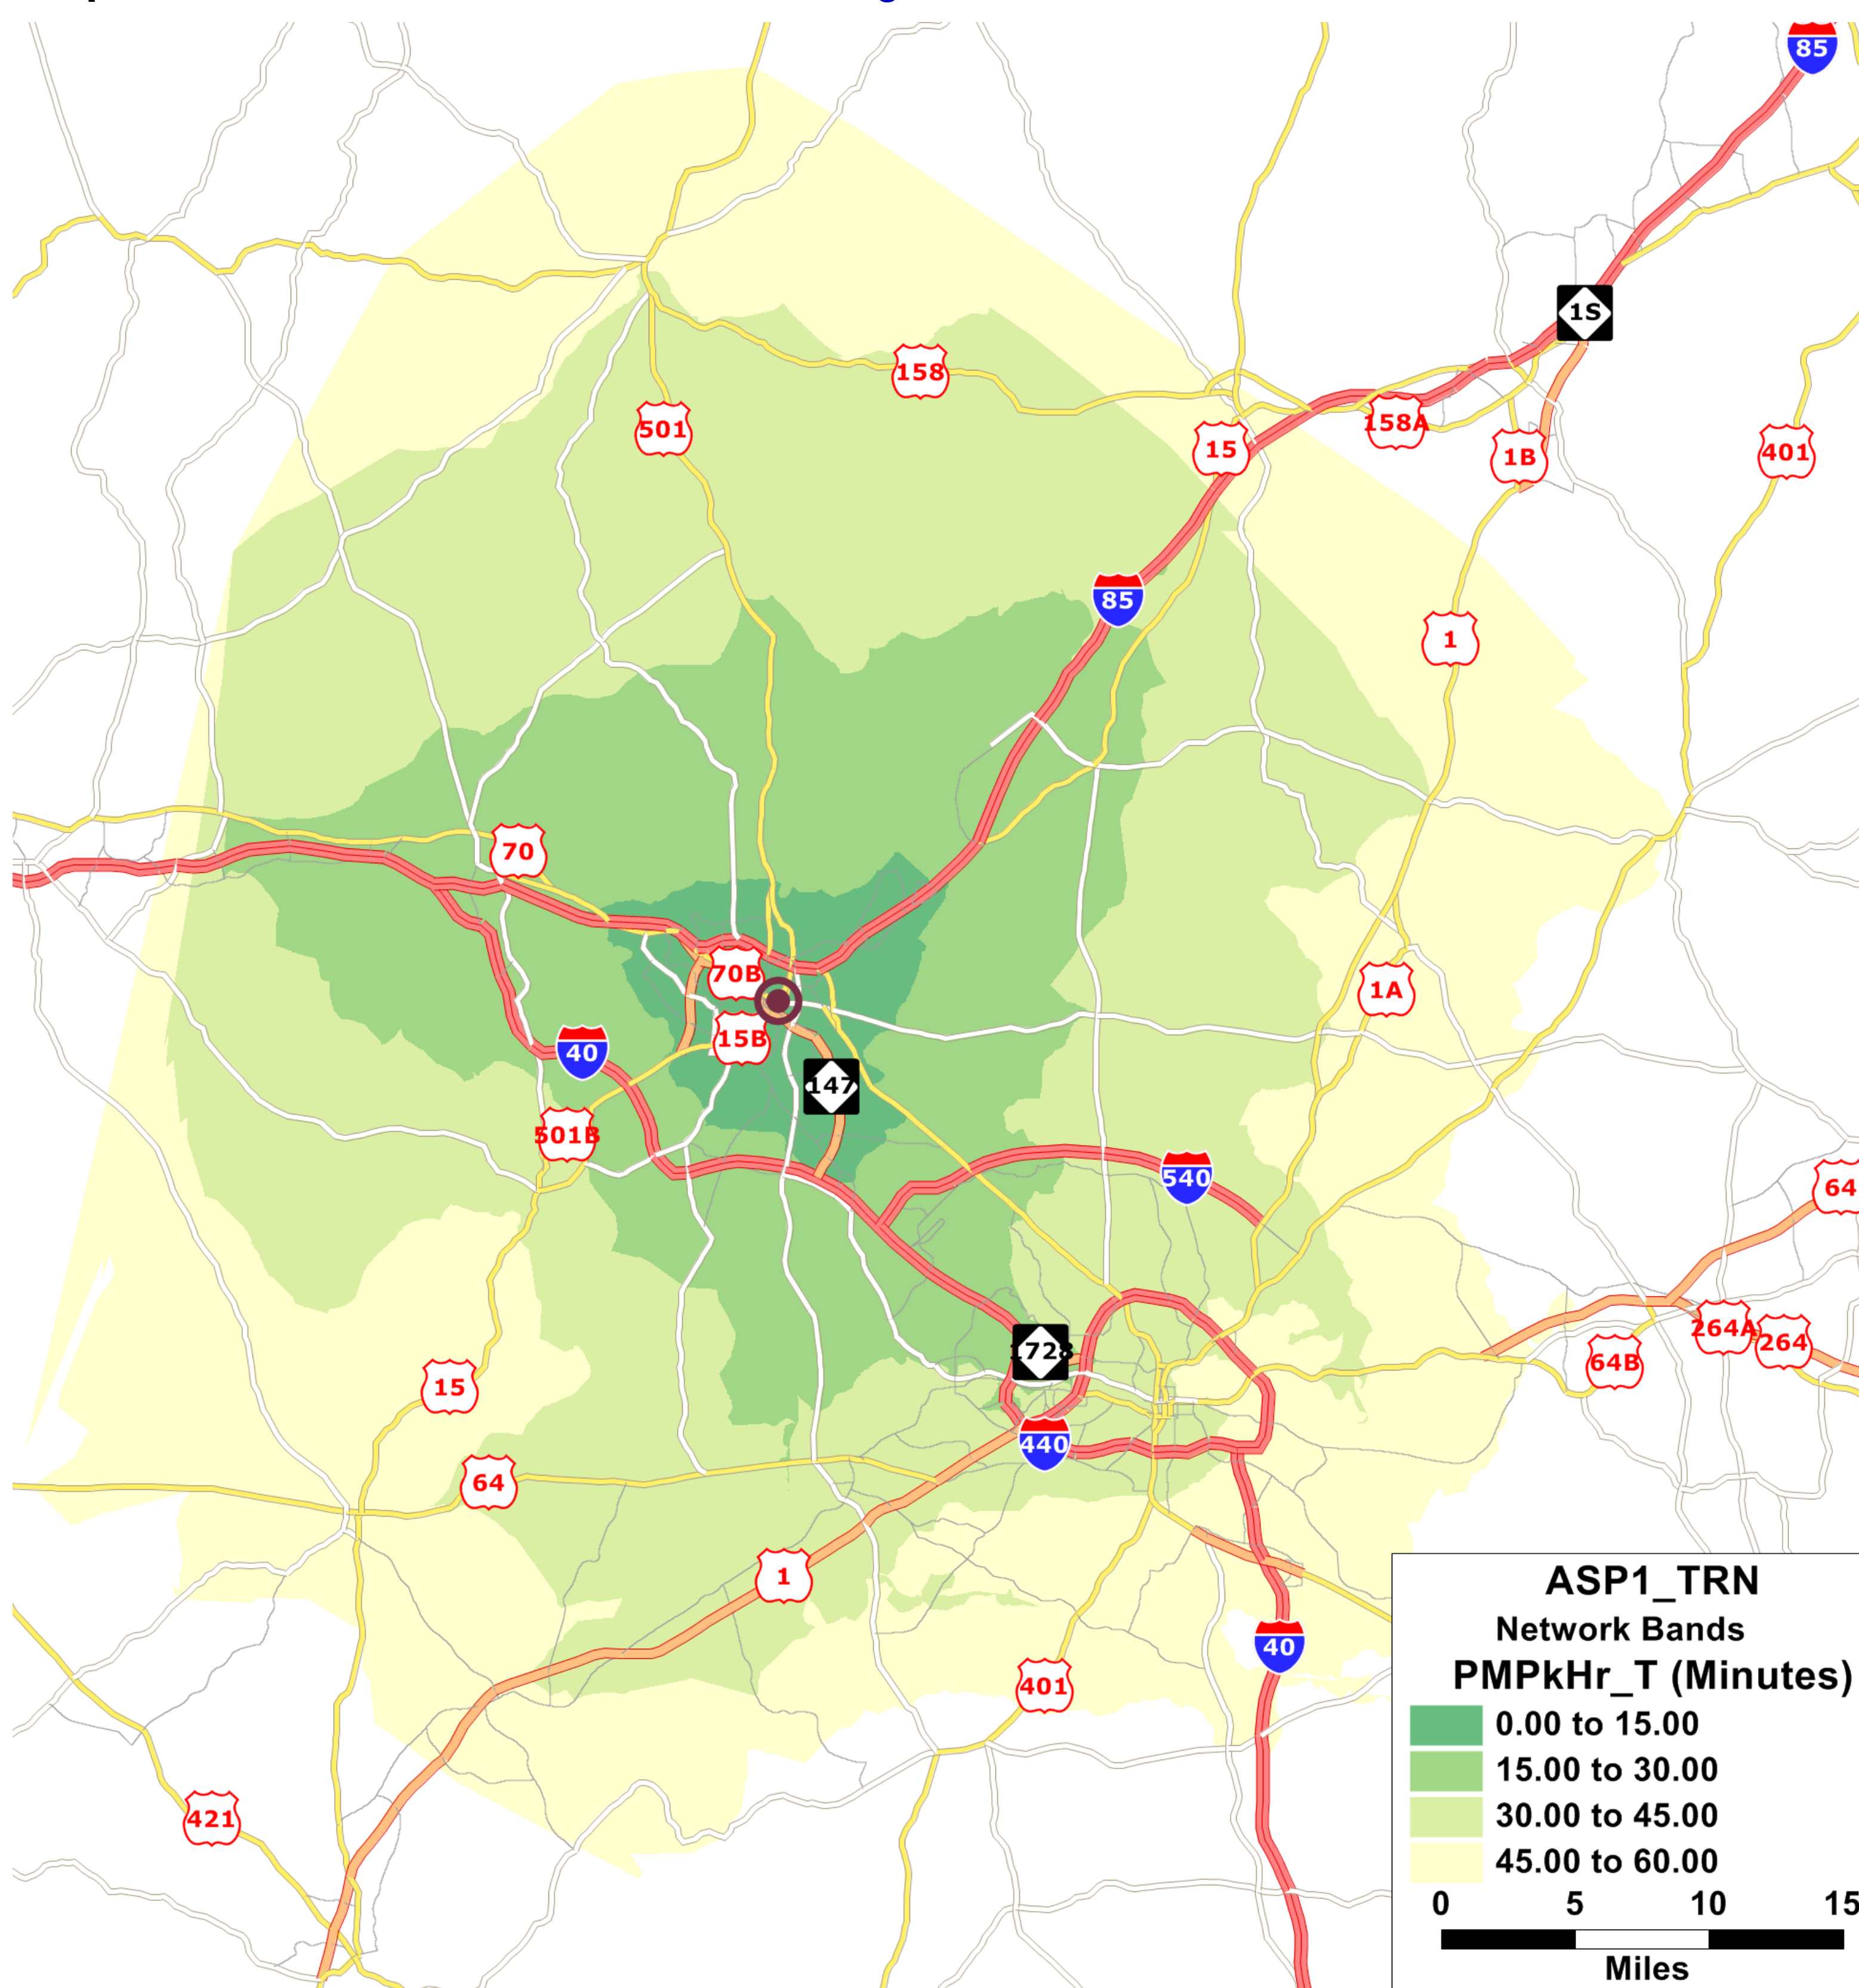 85
1S
158
501
15
158A
1B
401
85
1
70
70B
1A
15B
40
147
501B
540
64
264A
264
1728
64B
15
440
64
1
40
401
421
ASP1_TRN
Network Bands
PMPkHr_T (Minutes)
0.00 to 15.00
15.00 to 30.00
30.00 to 45.00
45.00 to 60.00
0 5 10 15
Miles